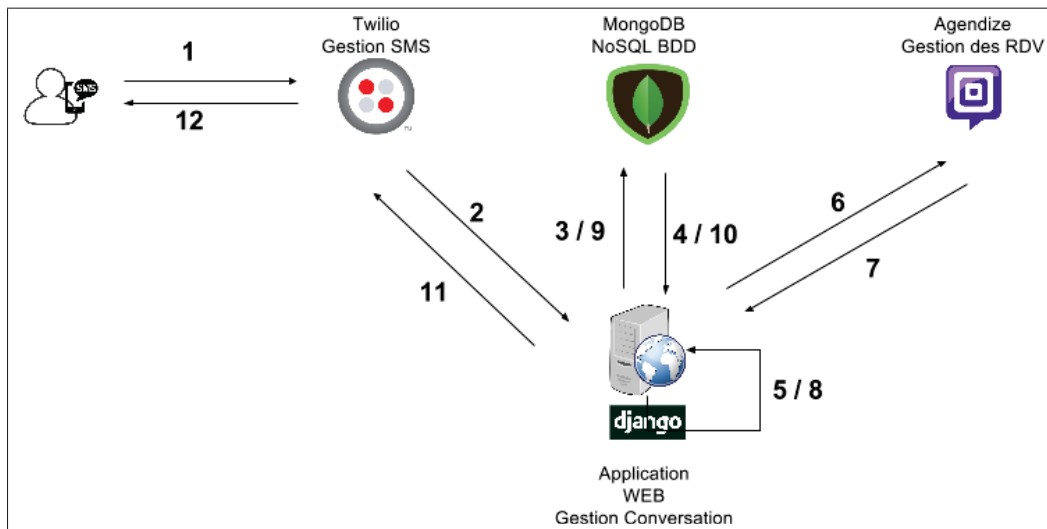 Twilio
Gestion SMS
MongoDB
NoSQL BDD
Agendize
Gestion des RDV
1
SMS
12
2
3 / 9
4 / 10
6
7
11
5 / 8
django
Application
WEB
Gestion Conversation